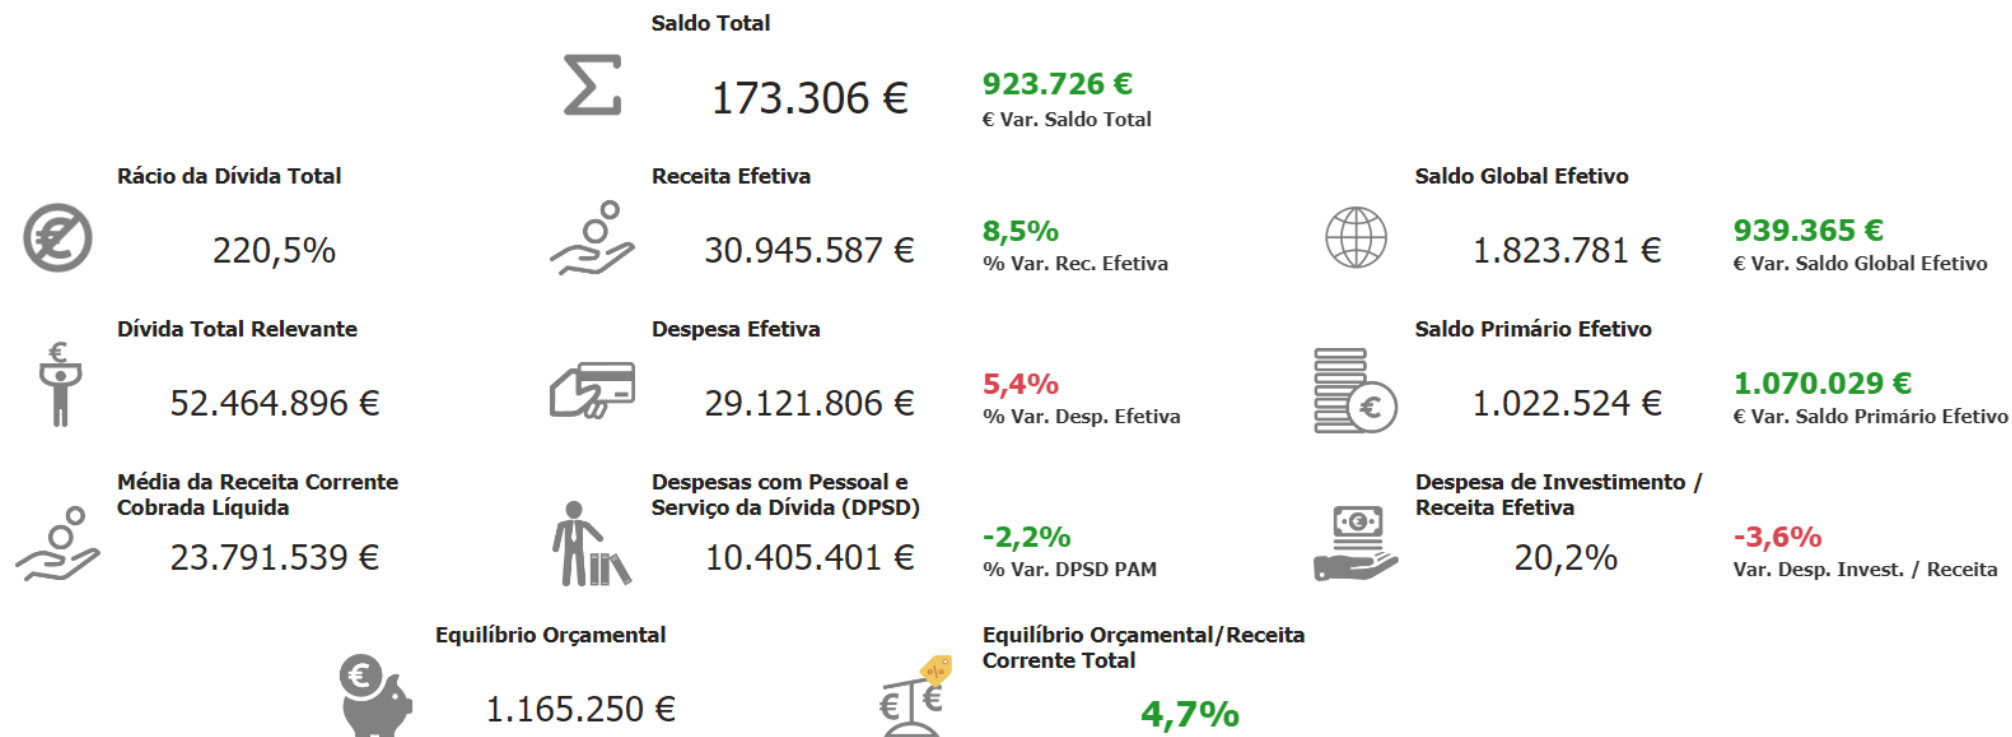 Saldo Total
Σ
173.306 €
923.726 €
€ Var. Saldo Total
Rácio da Dívida Total
€
220,5%
Receita Efetiva
30.945.587 €
8,5%
% Var. Rec. Efetiva
Saldo Global Efetivo
1.823.781 €
939.365 €
€ Var. Saldo Global Efetivo
Dívida Total Relevante
€
52.464.896 €
Despesa Efetiva
29.121.806 €
5,4%
% Var. Desp. Efetiva
Saldo Primário Efetivo
€
1.022.524 €
1.070.029 €
€ Var. Saldo Primário Efetivo
Média da Receita Corrente
Cobrada Líquida
23.791.539 €
Despesas com Pessoal e
Serviço da Dívida (DPSD)
10.405.401 €
-2,2%
% Var. DPSD PAM
Despesa de Investimento /
Receita Efetiva
€
20,2%
-3,6%
Var. Desp. Invest. / Receita
Equilíbrio Orçamental
€
1.165.250 €
Equilíbrio Orçamental/Receita
Corrente Total
%
€ €
4,7%